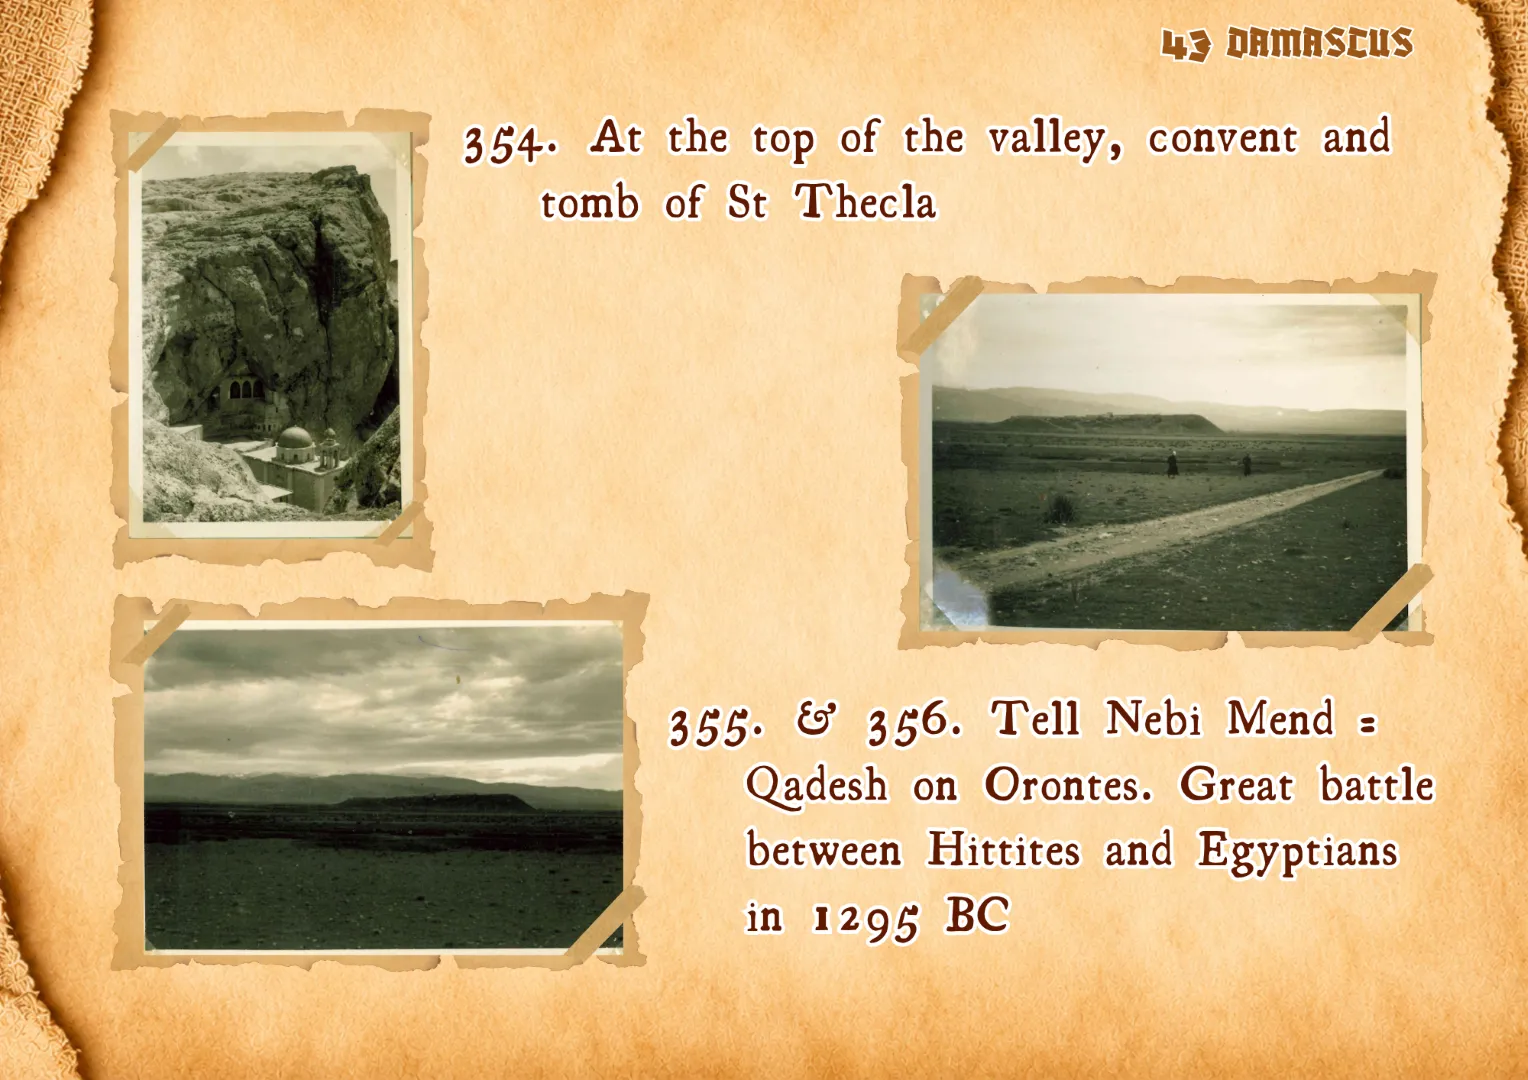 43 DAMASCUS
354. At the top of the valley, convent and
tomb of St Thecla
355. & 356. Tell Nebi Mend =
Qadesh on Orontes. Great battle
between Hittites and Egyptians
in 1295 BC